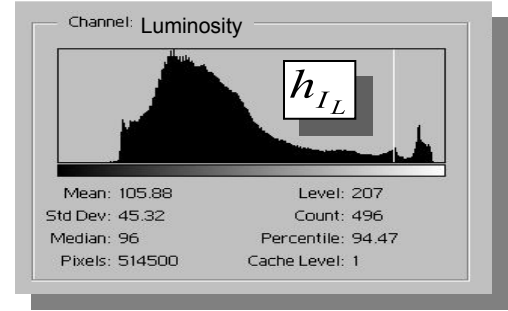 Channel: Luminosity
h_{I_L}
Mean: 105.88 Level: 207
Std Dev: 45.32 Count: 496
Median: 96 Percentile: 94.47
Pixels: 514500 Cache Level: 1